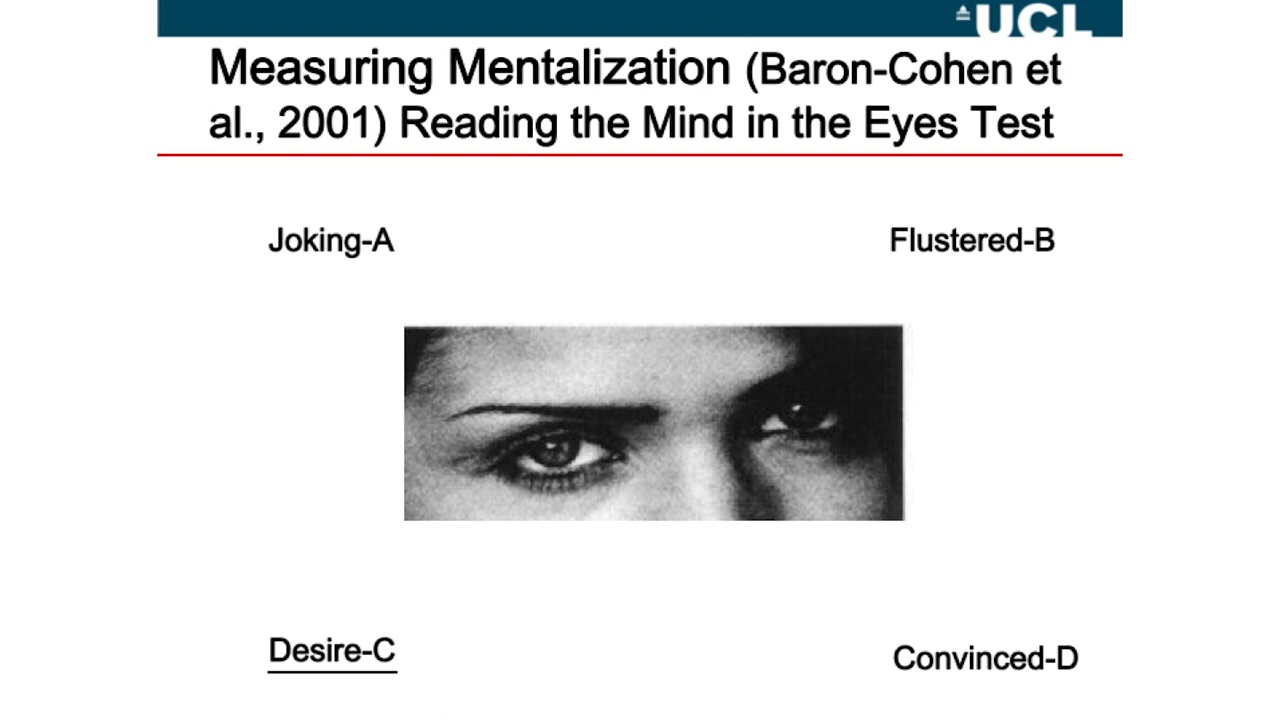 UCL
Measuring Mentalization (Baron-Cohen et
al., 2001) Reading the Mind in the Eyes Test
Joking-A
Flustered-B
Desire-C
Convinced-D